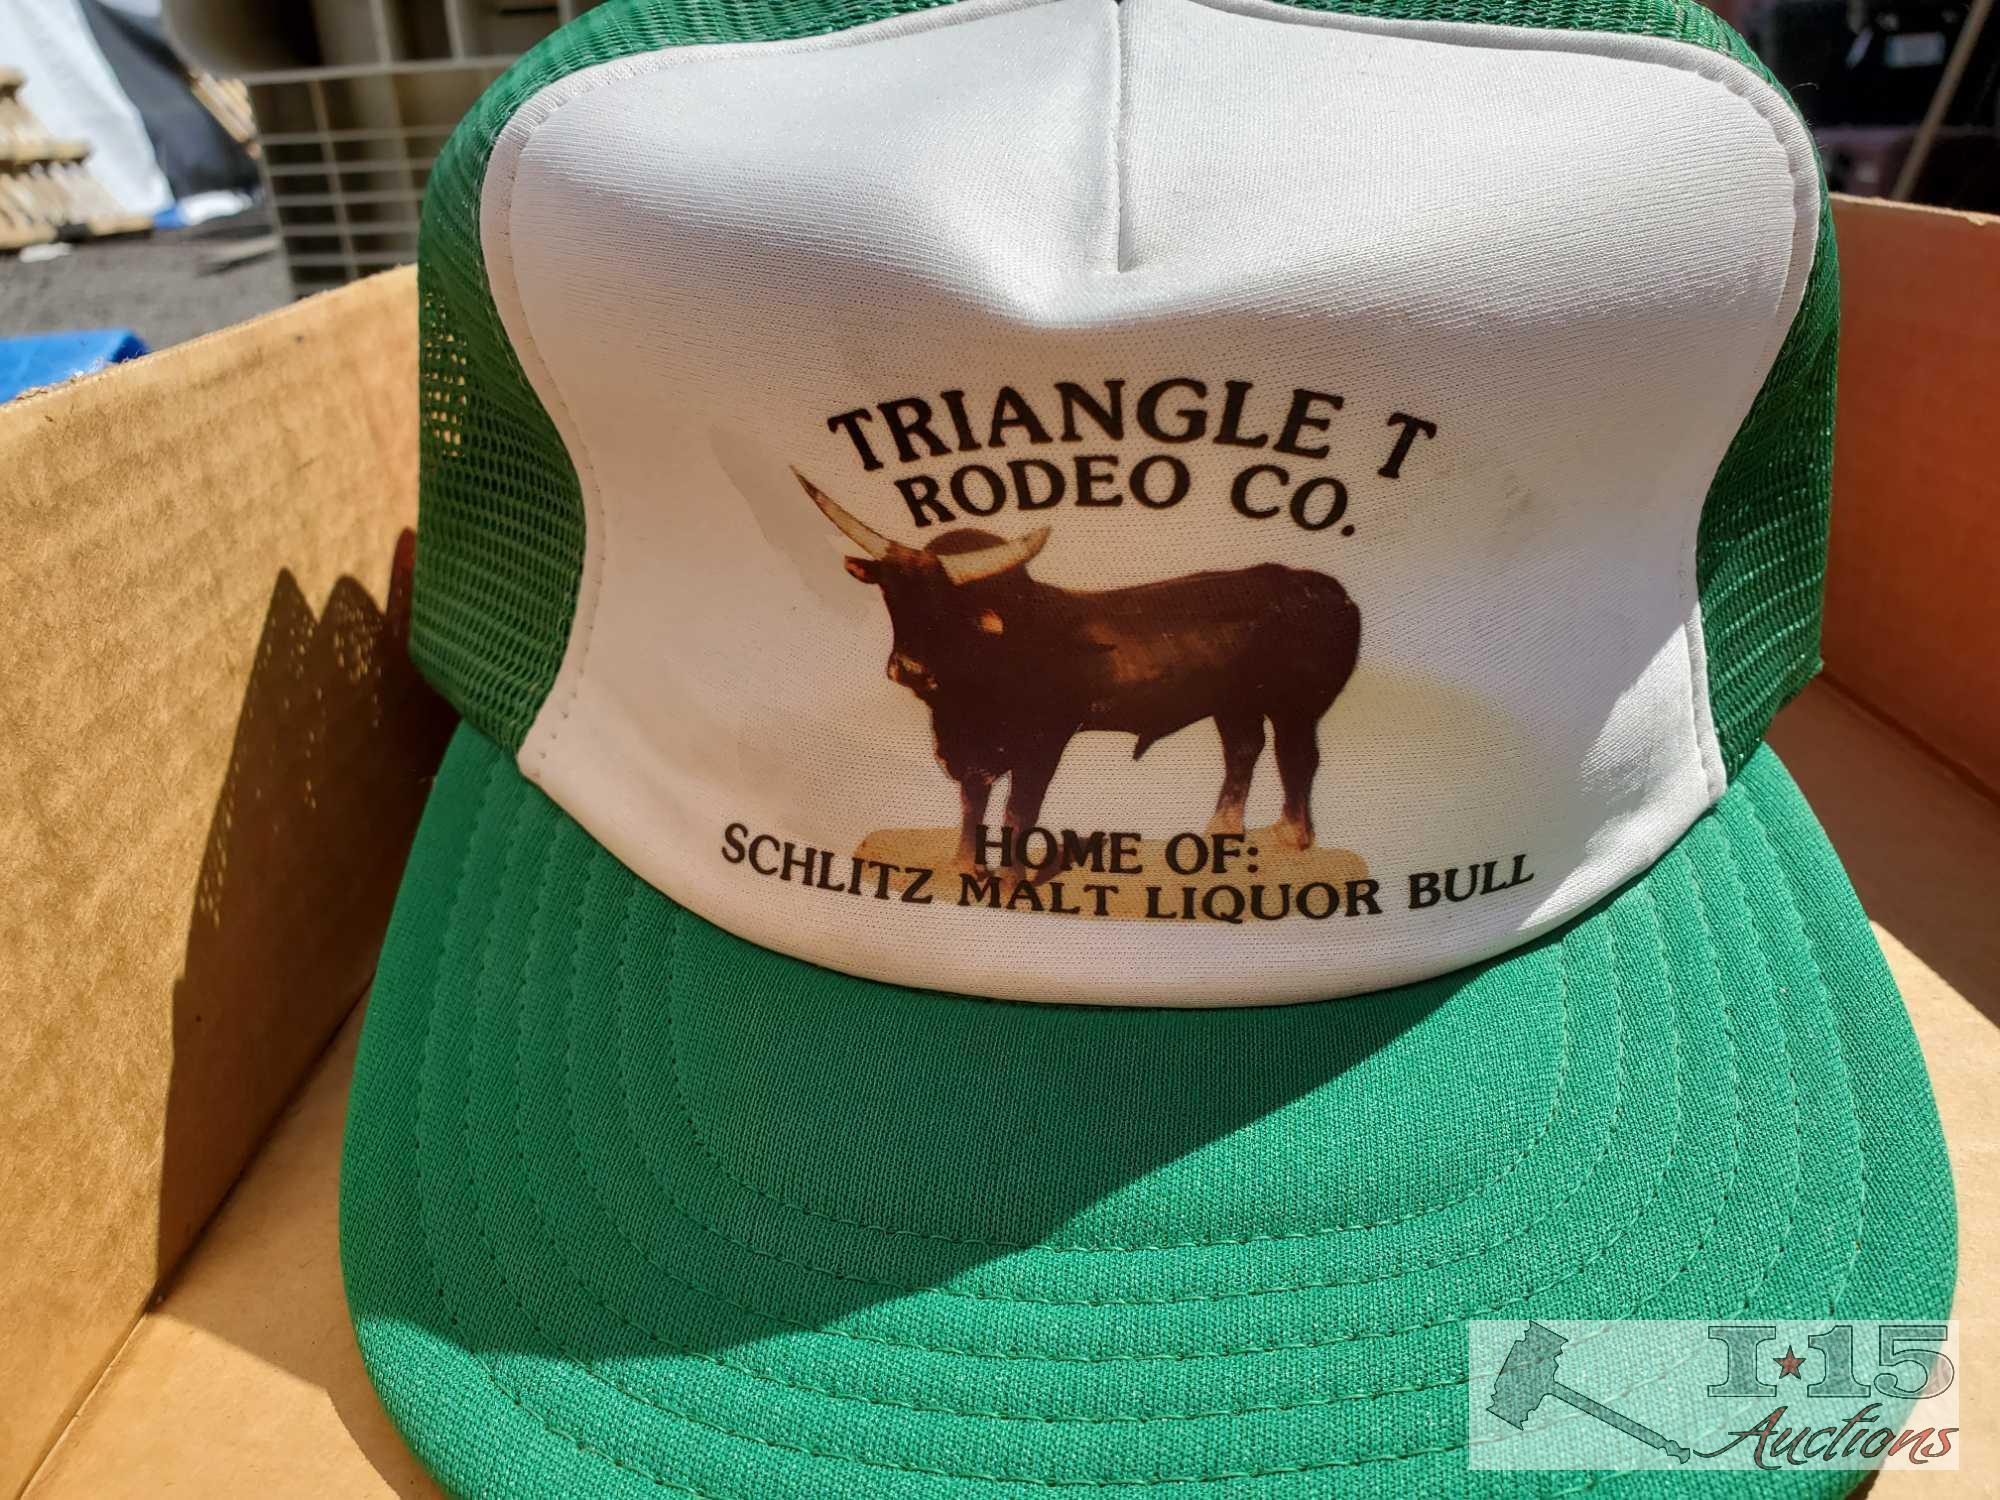 TRIANGLE T
RODEO CO.
HOME OF:
SCHLITZ MALT LIQUOR BULL
I★15
Auctions